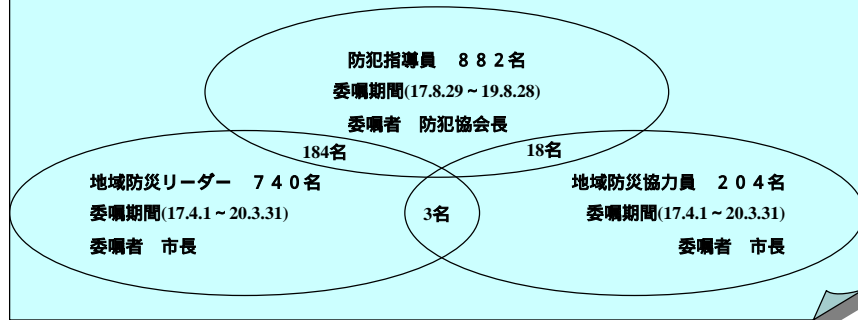 防犯指導員　８８２名
委嘱期間(17.8.29～19.8.28)
委嘱者　防犯協会長
184名
18名
地域防災リーダー　７４０名
委嘱期間(17.4.1～20.3.31)
委嘱者　市長
3名
地域防災協力員　２０４名
委嘱期間(17.4.1～20.3.31)
委嘱者　市長